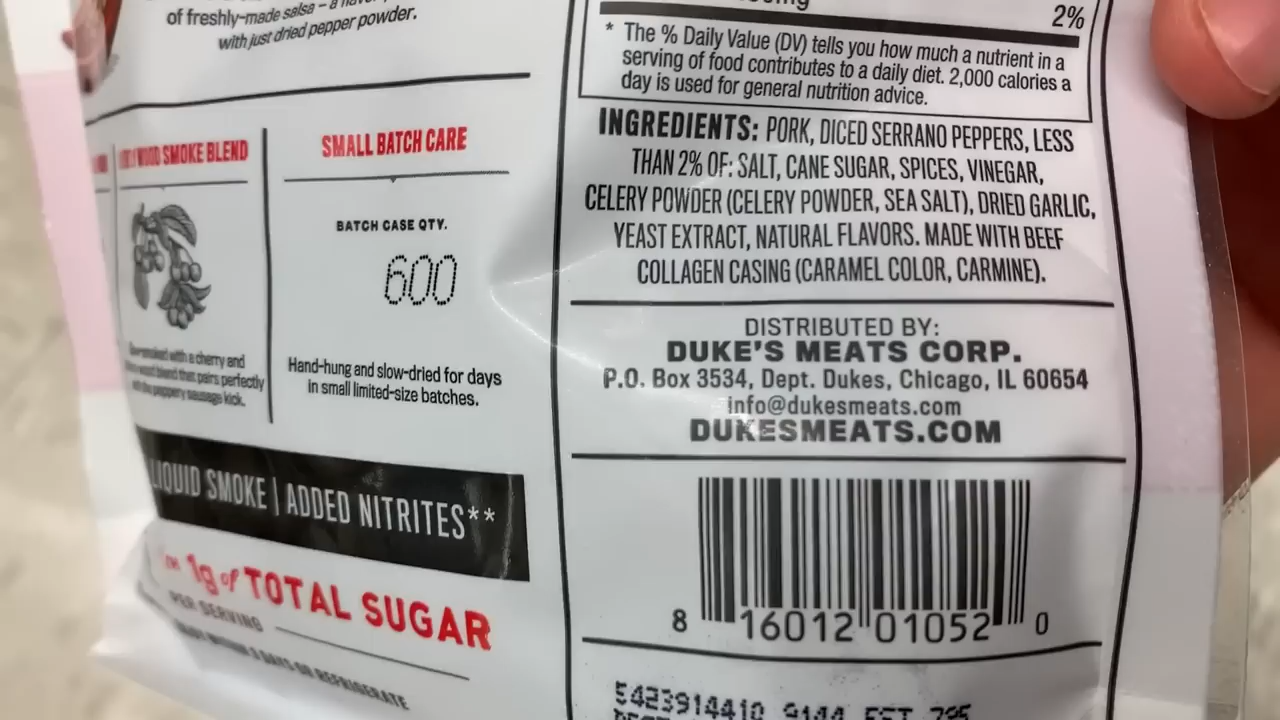 of freshly-made salsa – a
with just dried pepper powder.
WOOD SMOKE BLEND
SMALL BATCH CARE
BATCH CASE QTY.
600
with a cherry and
blend that pairs perfectly
peppery sausage kick.
Hand-hung and slow-dried for days
in small limited-size batches.
LIQUID SMOKE | ADDED NITRITES**
1g of TOTAL SUGAR
PER SERVING
DAYS OR REFRIGERATE
2%
* The % Daily Value (DV) tells you how much a nutrient in a
serving of food contributes to a daily diet. 2,000 calories a
day is used for general nutrition advice.
INGREDIENTS: PORK, DICED SERRANO PEPPERS, LESS
THAN 2% OF: SALT, CANE SUGAR, SPICES, VINEGAR,
CELERY POWDER (CELERY POWDER, SEA SALT), DRIED GARLIC,
YEAST EXTRACT, NATURAL FLAVORS. MADE WITH BEEF
COLLAGEN CASING (CARAMEL COLOR, CARMINE).
DISTRIBUTED BY:
DUKE'S MEATS CORP.
P.O. Box 3534, Dept. Dukes, Chicago, IL 60654
info@dukesmeats.com
DUKESMEATS.COM
8 16012 01052 0
5423914410 9144 EST. 795